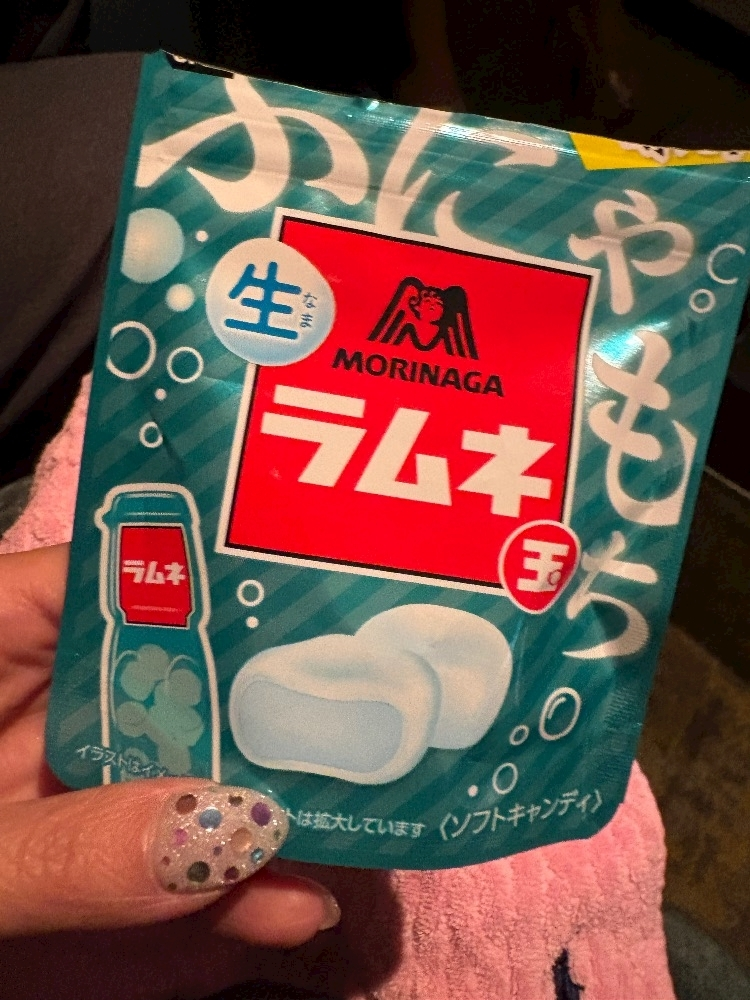 ふにゃもち
生
なま
MORINAGA
ラムネ
玉
ラムネ
イラストはイメ
トは拡大しています
〈ソフトキャンディ〉